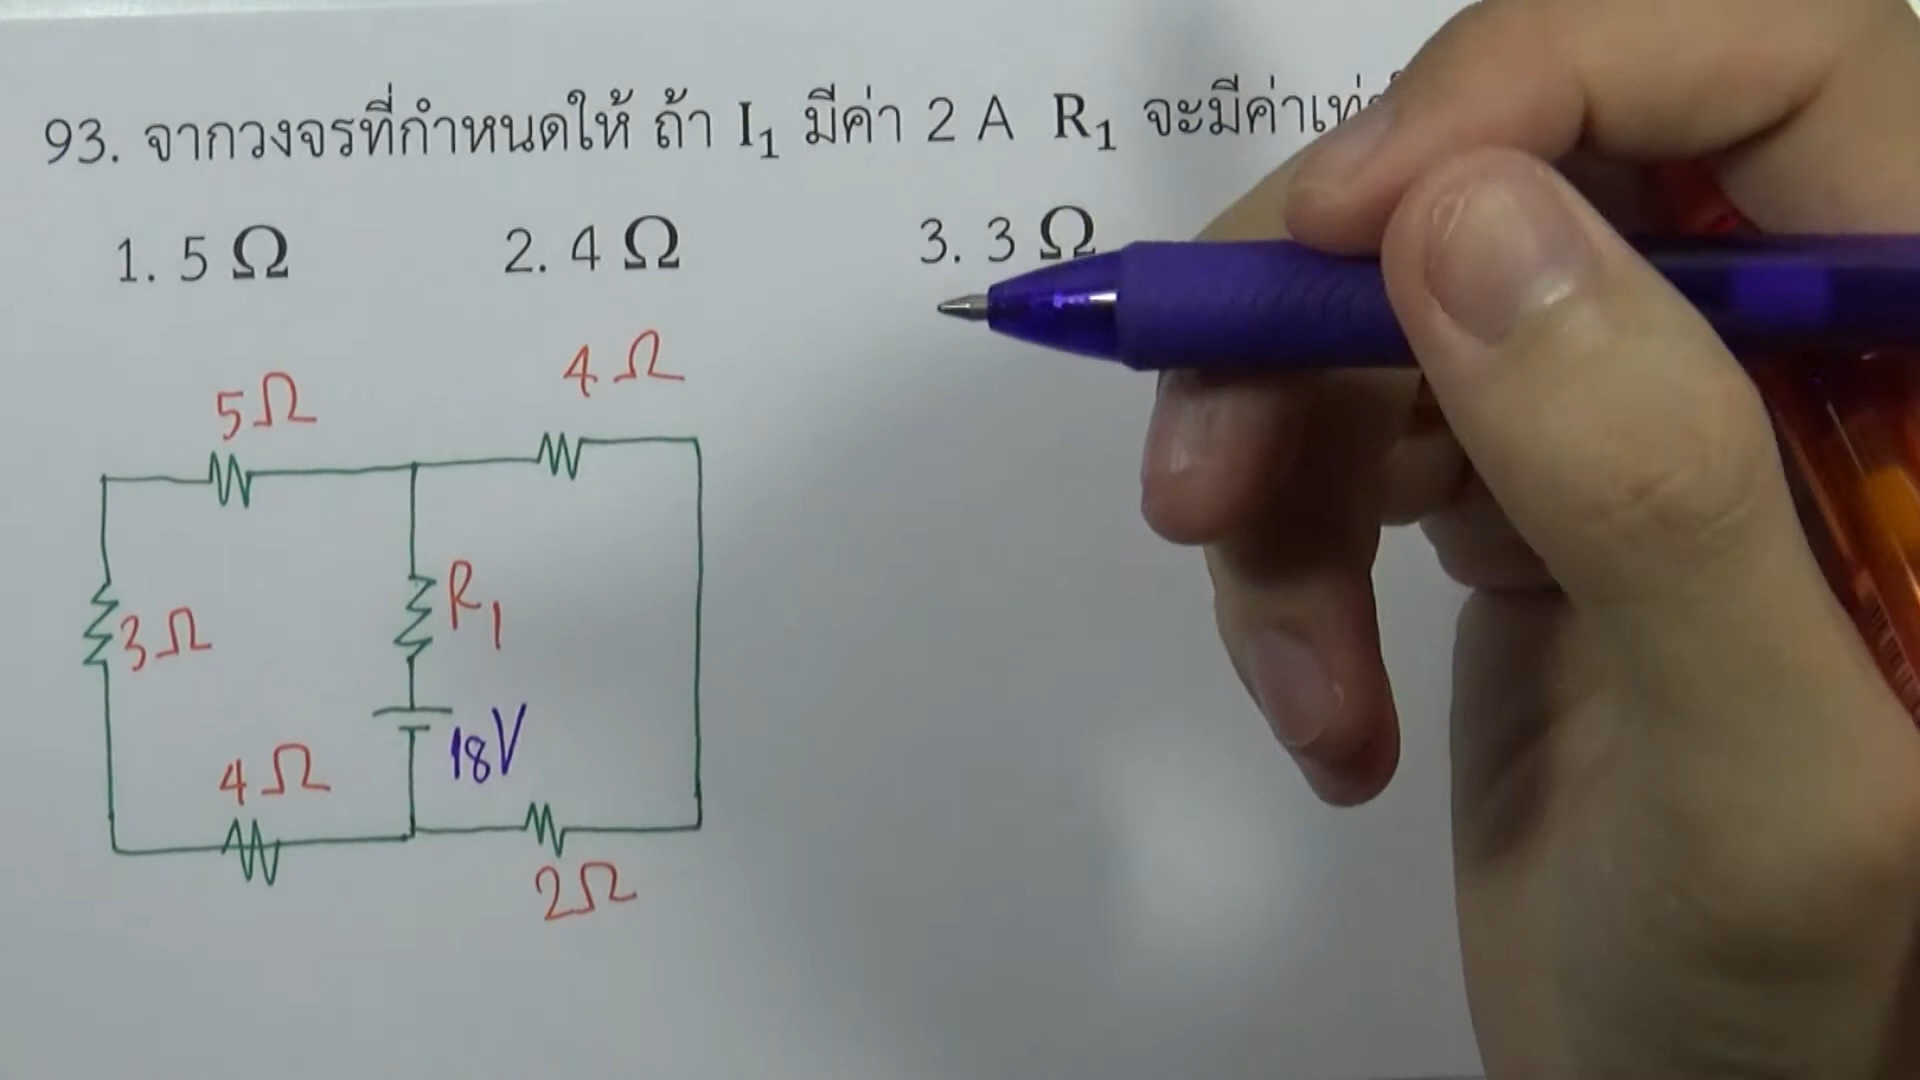 93. จากวงจรที่กำหนดให้ ถ้า I₁ มีค่า 2 A R₁ จะมีค่า
1. 5 Ω 2. 4 Ω 3. 3 Ω
4 Ω
5 Ω
R₁
3 Ω
18V
4 Ω
2 Ω